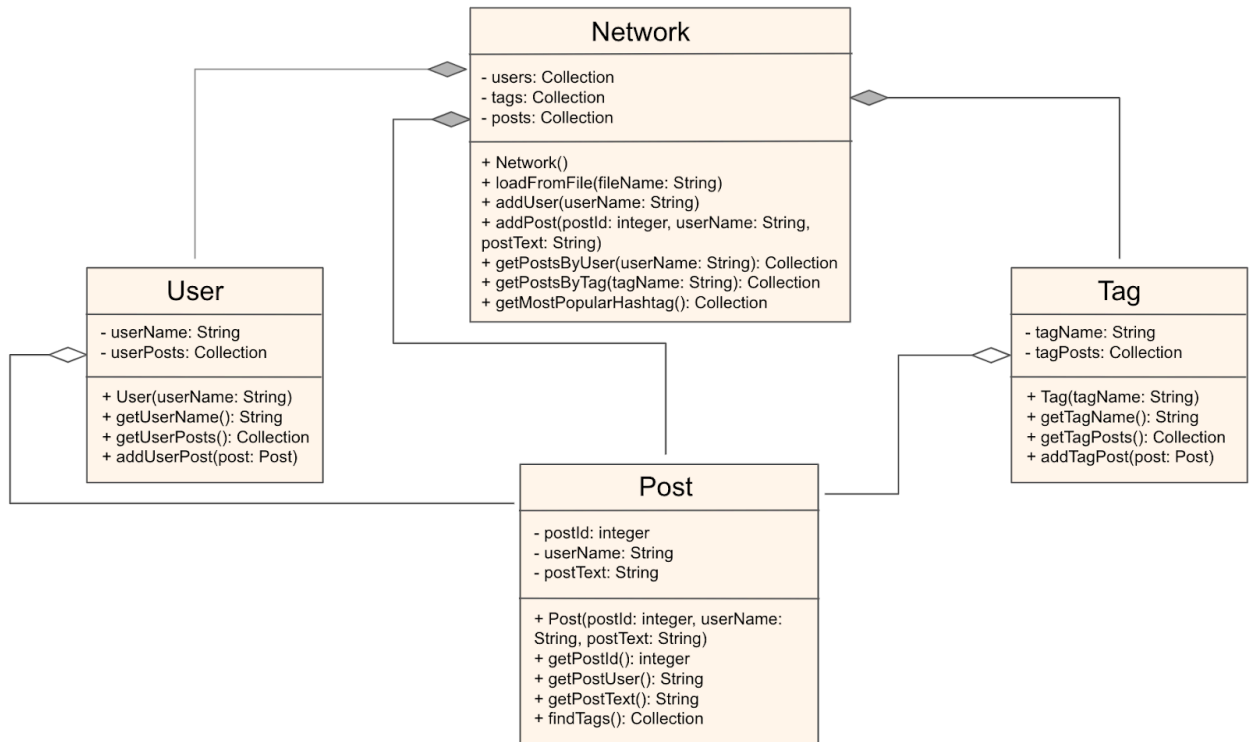 Network
- users: Collection
- tags: Collection
- posts: Collection
+ Network()
+ loadFromFile(fileName: String)
+ addUser(userName: String)
+ addPost(postId: integer, userName: String,
postText: String)
+ getPostsByUser(userName: String): Collection
+ getPostsByTag(tagName: String): Collection
+ getMostPopularHashtag(): Collection
User
- userName: String
- userPosts: Collection
+ User(userName: String)
+ getUserName(): String
+ getUserPosts(): Collection
+ addUserPost(post: Post)
Tag
- tagName: String
- tagPosts: Collection
+ Tag(tagName: String)
+ getTagName(): String
+ getTagPosts(): Collection
+ addTagPost(post: Post)
Post
- postId: integer
- userName: String
- postText: String
+ Post(postId: integer, userName:
String, postText: String)
+ getPostId(): integer
+ getPostUser(): String
+ getPostText(): String
+ findTags(): Collection